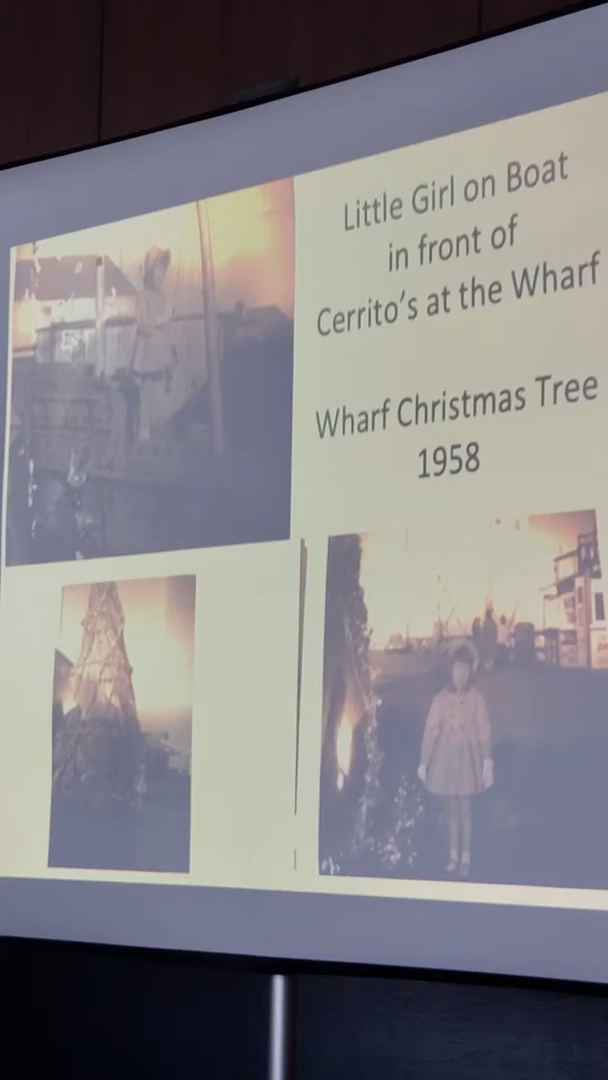 Little Girl on Boat
in front of
Cerrito's at the Wharf
Wharf Christmas Tree
1958